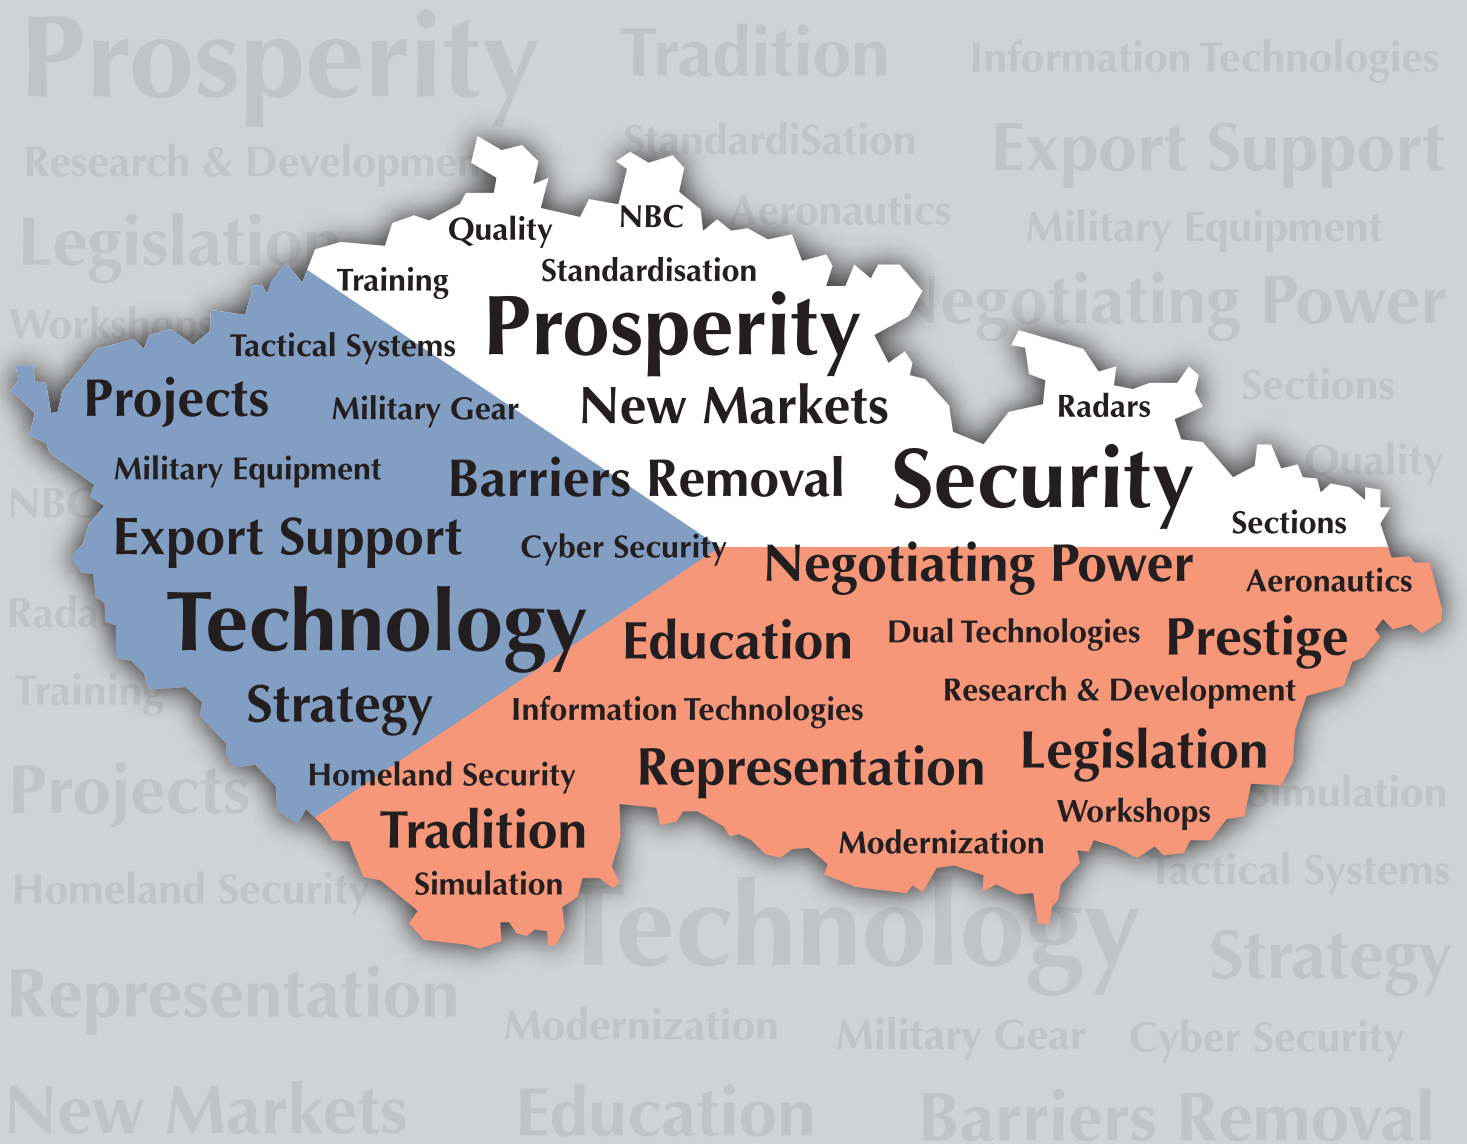 Prosperity
Tradition
Information Technologies
Research & Developmen
StandardiSation
Export Support
Legislation
Aeronautics
Military Equipment
Quality
NBC
Training
Standardisation
Workshops
Negotiating Power
Tactical Systems
Prosperity
Projects
Military Gear
New Markets
Radars
Sections
Military Equipment
Barriers Removal
Security
Quality
NBC
Export Support
Cyber Security
Sections
Negotiating Power
Aeronautics
Rada
Technology
Education
Dual Technologies
Prestige
Training
Strategy
Information Technologies
Research & Development
Projects
Homeland Security
Representation
Legislation
Simulation
Tradition
Modernization
Workshops
Homeland Security
Simulation
Tactical Systems
Technology
Strategy
Representation
Modernization
Military Gear
Cyber Security
New Markets
Education
Barriers Removal